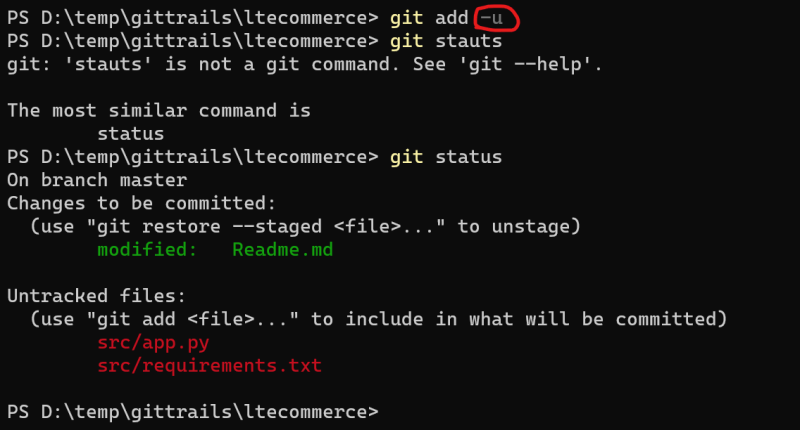 PS D:\temp\gittrails\ltecommerce> git add -u
PS D:\temp\gittrails\ltecommerce> git stauts
git: 'stauts' is not a git command. See 'git --help'.
The most similar command is
status
PS D:\temp\gittrails\ltecommerce> git status
On branch master
Changes to be committed:
(use "git restore --staged <file>..." to unstage)
modified:   Readme.md
Untracked files:
(use "git add <file>..." to include in what will be committed)
src/app.py
src/requirements.txt
PS D:\temp\gittrails\ltecommerce>